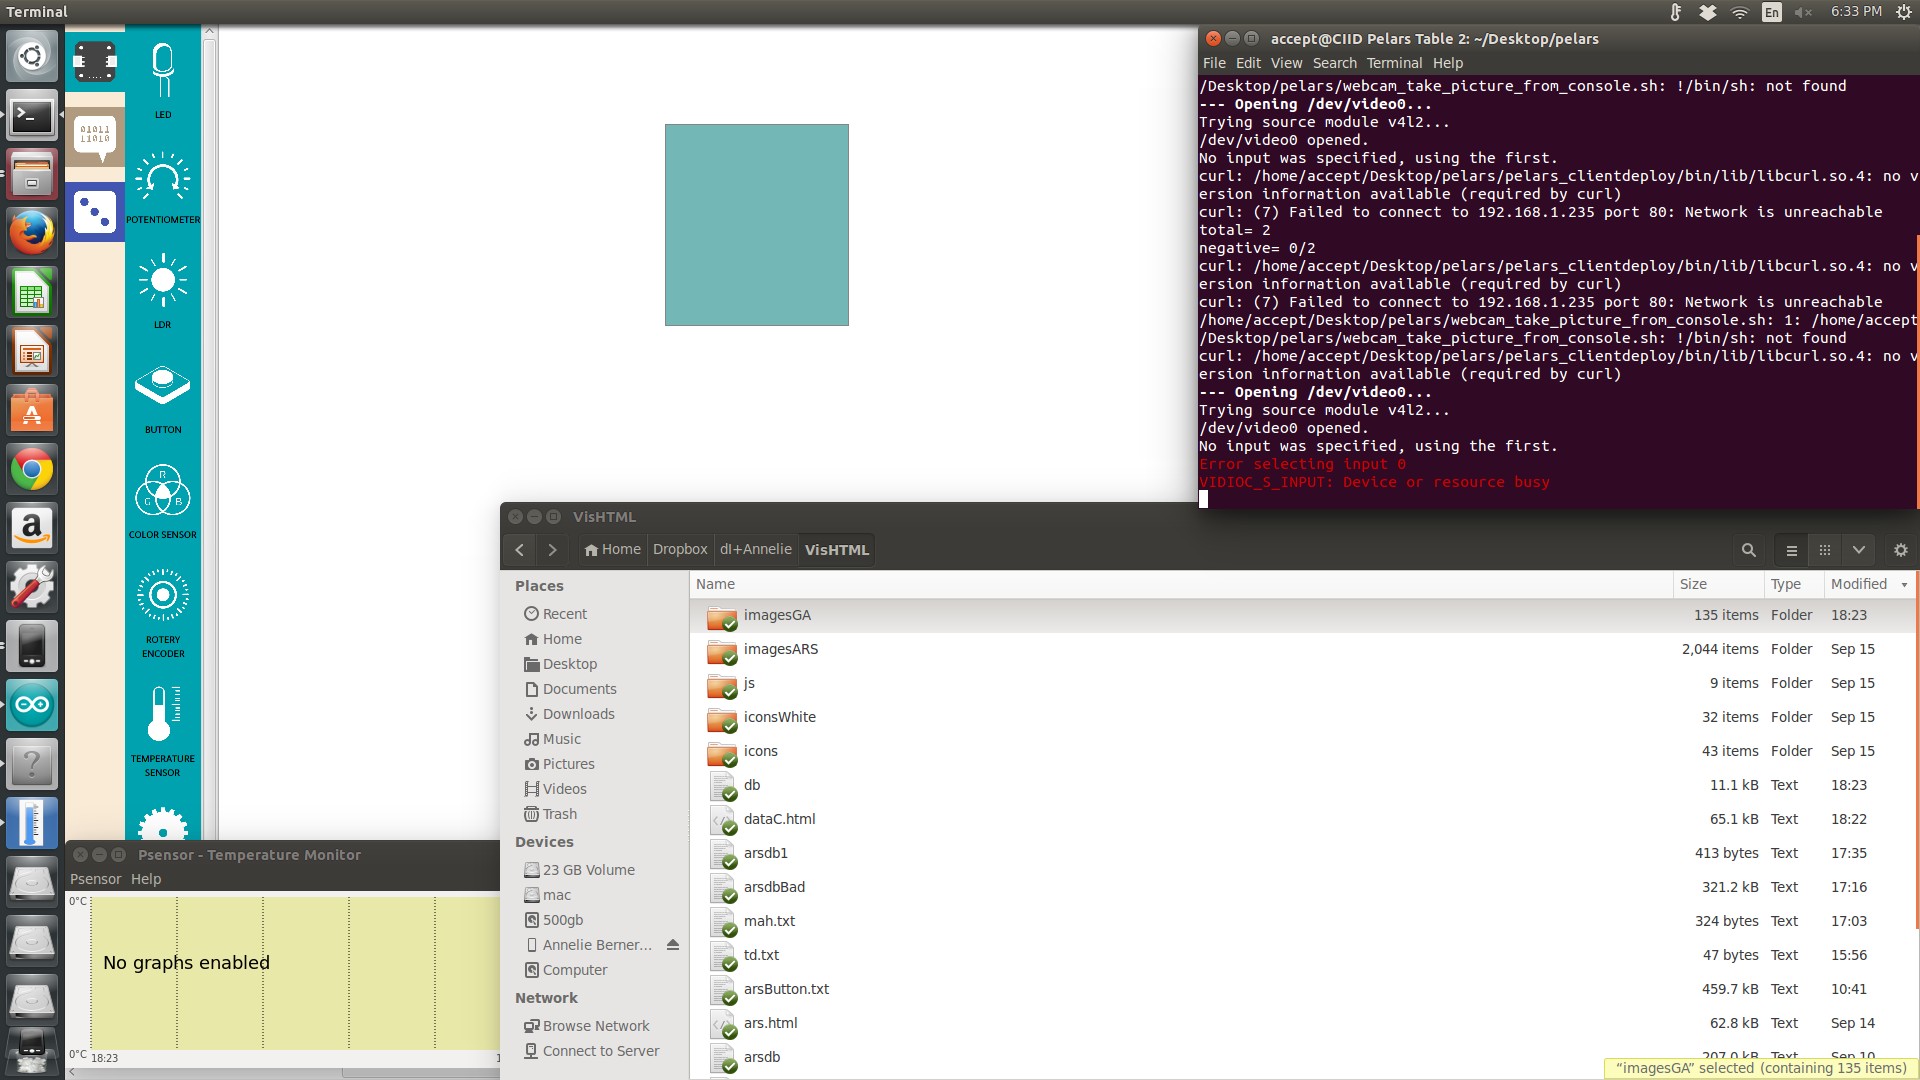 Terminal
En
6:33 PM
01011
11010
LED
POTENTIOMETER
LDR
BUTTON
R
G B
COLOR SENSOR
ROTERY
ENCODER
TEMPERATURE
SENSOR
accept@CIID Pelars Table 2: ~/Desktop/pelars
File Edit View Search Terminal Help
/Desktop/pelars/webcam_take_picture_from_console.sh: !/bin/sh: not found
--- Opening /dev/video0...
Trying source module v4l2...
/dev/video0 opened.
No input was specified, using the first.
curl: /home/accept/Desktop/pelars/pelars_clientdeploy/bin/lib/libcurl.so.4: no v
ersion information available (required by curl)
curl: (7) Failed to connect to 192.168.1.235 port 80: Network is unreachable
total= 2
negative= 0/2
curl: /home/accept/Desktop/pelars/pelars_clientdeploy/bin/lib/libcurl.so.4: no v
ersion information available (required by curl)
curl: (7) Failed to connect to 192.168.1.235 port 80: Network is unreachable
/home/accept/Desktop/pelars/webcam_take_picture_from_console.sh: 1: /home/accept
/Desktop/pelars/webcam_take_picture_from_console.sh: !/bin/sh: not found
curl: /home/accept/Desktop/pelars/pelars_clientdeploy/bin/lib/libcurl.so.4: no v
ersion information available (required by curl)
--- Opening /dev/video0...
Trying source module v4l2...
/dev/video0 opened.
No input was specified, using the first.
Error selecting input 0
VIDIOC_S_INPUT: Device or resource busy
VisHTML
Home Dropbox dI+Annelie VisHTML
Places
Recent
Home
Desktop
Documents
Downloads
Music
Pictures
Videos
Trash
Devices
23 GB Volume
mac
500gb
Annelie Berner...
Computer
Network
Browse Network
Connect to Server
Name Size Type Modified
imagesGA 135 items Folder 18:23
imagesARS 2,044 items Folder Sep 15
js 9 items Folder Sep 15
iconsWhite 32 items Folder Sep 15
icons 43 items Folder Sep 15
db 11.1 kB Text 18:23
dataC.html 65.1 kB Text 18:22
arsdb1 413 bytes Text 17:35
arsdbBad 321.2 kB Text 17:16
mah.txt 324 bytes Text 17:03
td.txt 47 bytes Text 15:56
arsButton.txt 459.7 kB Text 10:41
ars.html 62.8 kB Text Sep 14
arsdb 207.0 kB Text Sep 10
"imagesGA" selected (containing 135 items)
Psensor - Temperature Monitor
Psensor Help
0°C
No graphs enabled
0°C
18:23